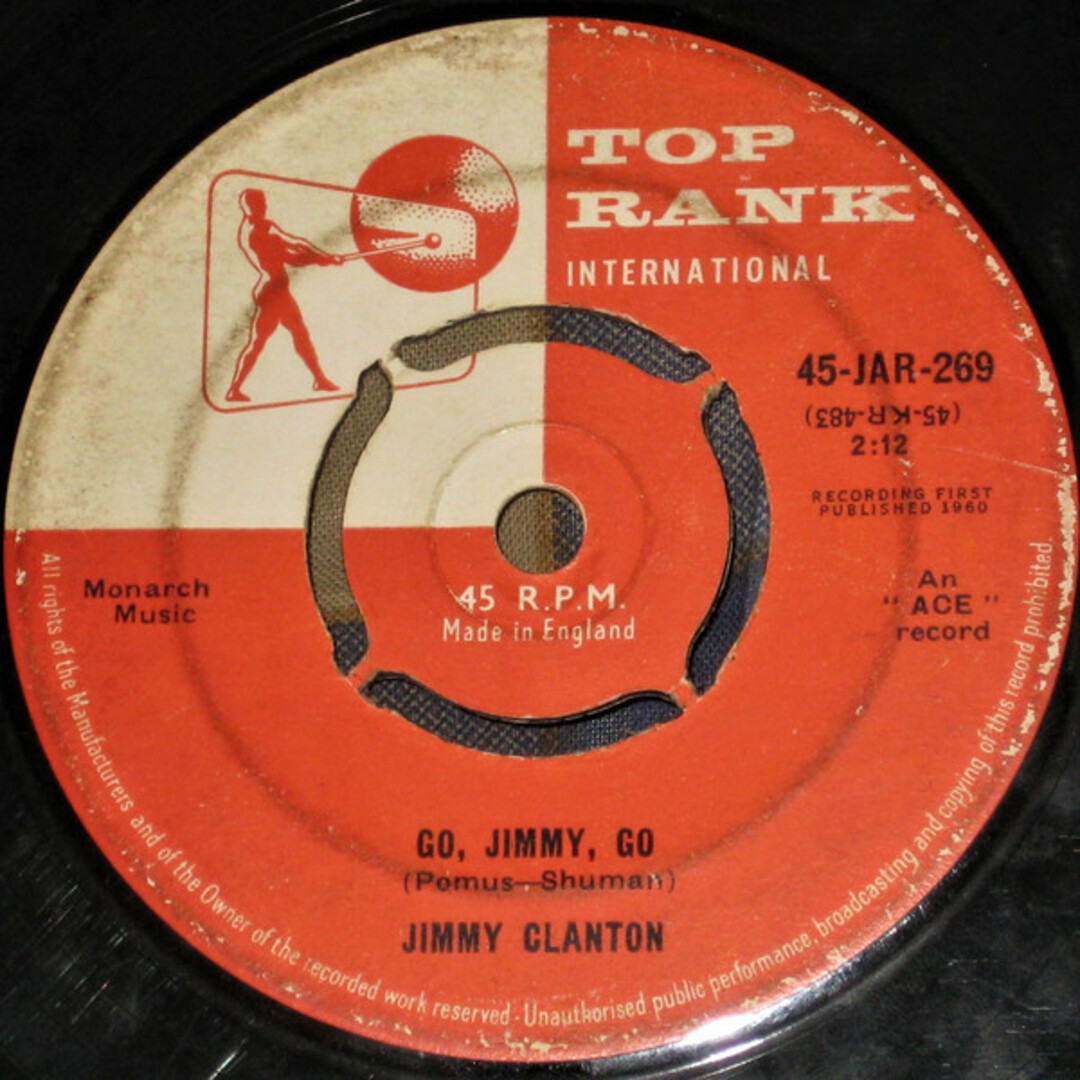 TOP
RANK
INTERNATIONAL
45-JAR-269
(45-KR-483)
2:12
RECORDING FIRST
PUBLISHED 1960
Monarch
Music
An
"ACE"
record
45 R.P.M.
Made in England
GO, JIMMY, GO
(Pomus—Shuman)
JIMMY CLANTON
All rights of the Manufacturers and of the Owner of the recorded work reserved · Unauthorised public performance, broadcasting and copying of this record prohibited.